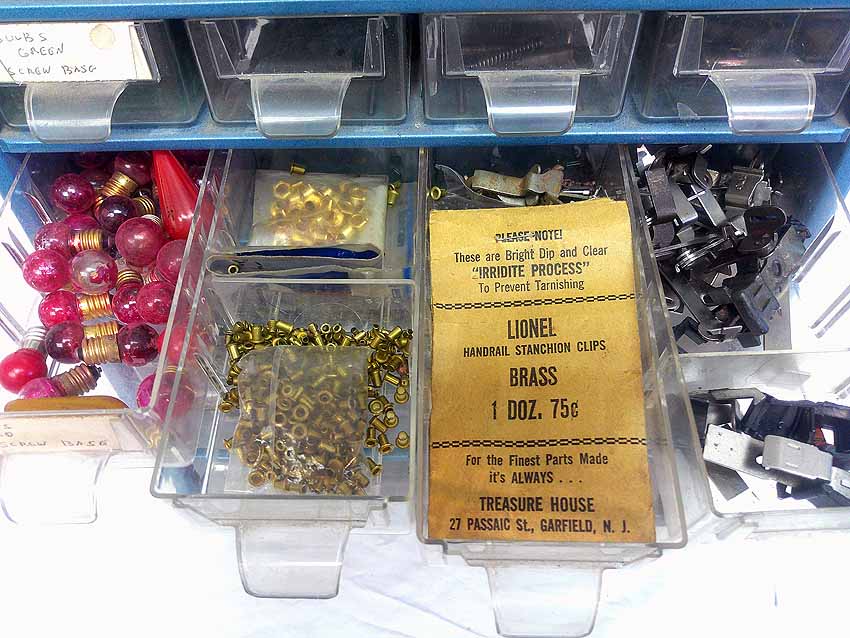 BULBS
GREEN
SCREW BASE
SCREW BASE
PLEASE NOTE!
These are Bright Dip and Clear
"IRRIDITE PROCESS"
To Prevent Tarnishing
LIONEL
HANDRAIL STANCHION CLIPS
BRASS
1 DOZ. 75¢
For the Finest Parts Made
it's ALWAYS . . .
TREASURE HOUSE
27 PASSAIC St., GARFIELD, N. J.